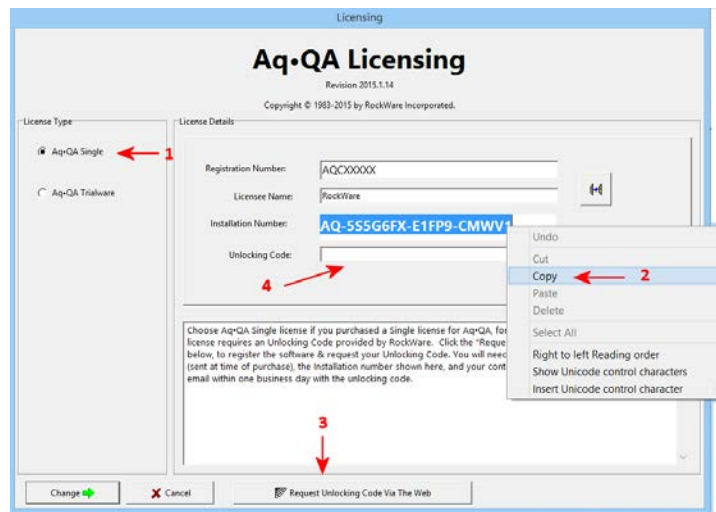 Licensing
Aq•QA Licensing
Revision 2015.1.14
Copyright © 1983-2015 by RockWare Incorporated.
License Type
Aq•QA Single
1
Aq•QA Trialware
License Details
Registration Number:
AQCXXXXX
Licensee Name:
RockWare
Installation Number:
AQ-5S5G6FX-E1FP9-CMWV1
Unlocking Code:
4
Undo
Cut
Copy
2
Paste
Delete
Select All
Right to left Reading order
Show Unicode control characters
Insert Unicode control character
Choose Aq•QA Single license if you purchased a Single license for Aq•QA, for
license requires an Unlocking Code provided by RockWare. Click the "Reque
below, to register the software & request your Unlocking Code. You will need
(sent at time of purchase), the Installation number shown here, and your cont
email within one business day with the unlocking code.
3
Change
Cancel
Request Unlocking Code Via The Web